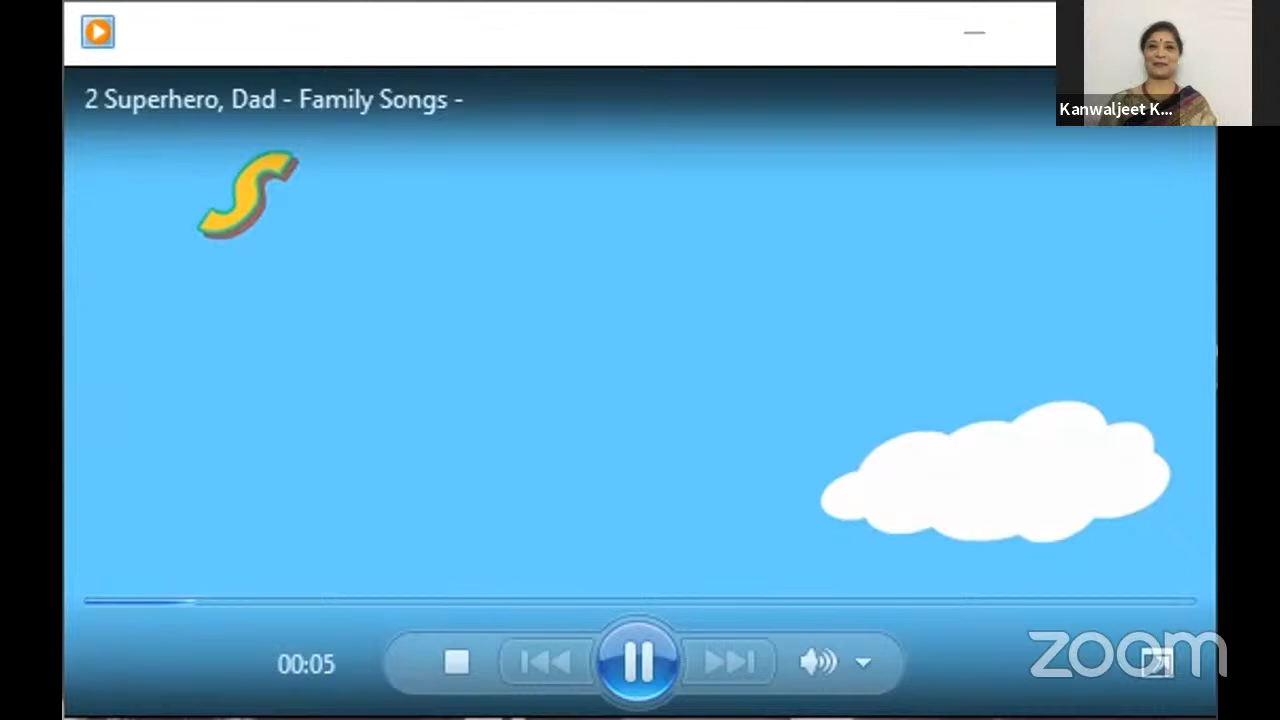 2 Superhero, Dad - Family Songs -
Kanwaljeet K...
S
00:05
zoom